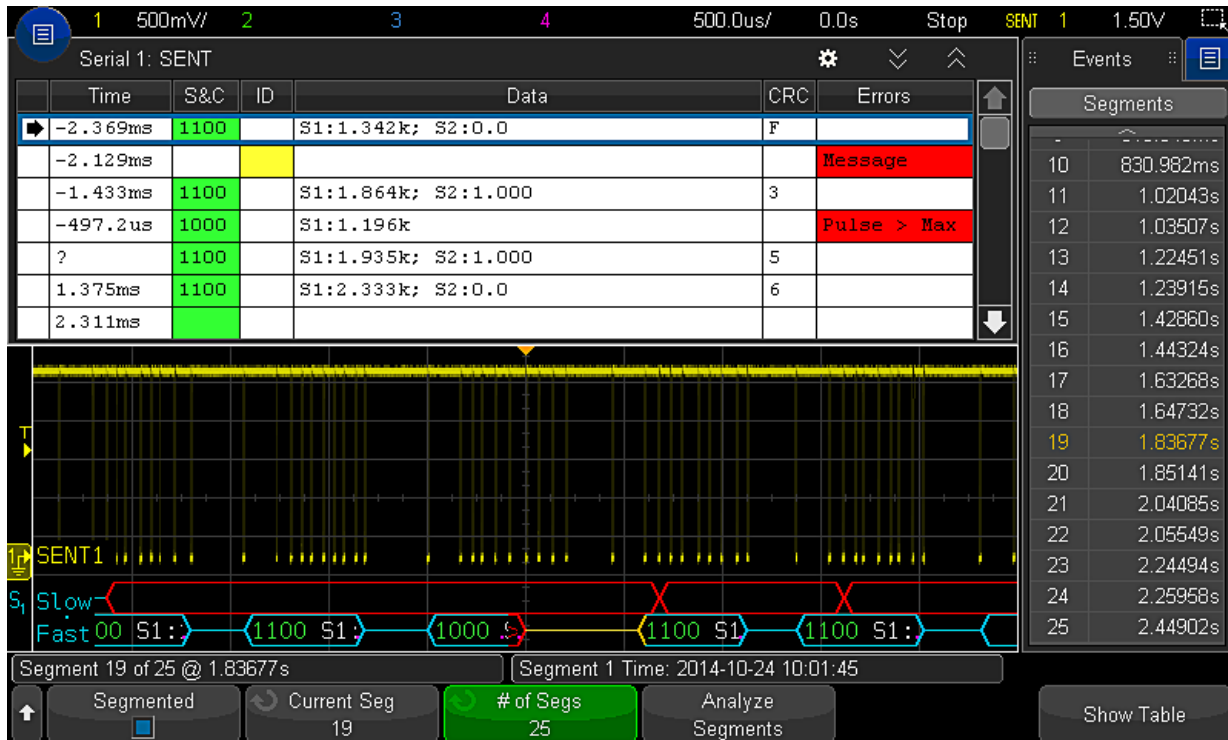 1 500mV/ 2 3 4 500.0us/ 0.0s Stop SENT 1 1.50V
Serial 1: SENT
Time S&C ID Data CRC Errors
-2.369ms 1100 S1:1.342k; S2:0.0 F
-2.129ms Message
-1.433ms 1100 S1:1.864k; S2:1.000 3
-497.2us 1000 S1:1.196k Pulse > Max
? 1100 S1:1.935k; S2:1.000 5
1.375ms 1100 S1:2.333k; S2:0.0 6
2.311ms
Events
Segments
10 830.982ms
11 1.02043s
12 1.03507s
13 1.22451s
14 1.23915s
15 1.42860s
16 1.44324s
17 1.63268s
18 1.64732s
19 1.83677s
20 1.85141s
21 2.04085s
22 2.05549s
23 2.24494s
24 2.25958s
25 2.44902s
T
1 SENT1
S1 Slow
Fast 00 S1: 1100 S1: 1000 1100 S1 1100 S1:
Segment 19 of 25 @ 1.83677s
Segment 1 Time: 2014-10-24 10:01:45
Segmented
Current Seg
19
# of Segs
25
Analyze
Segments
Show Table